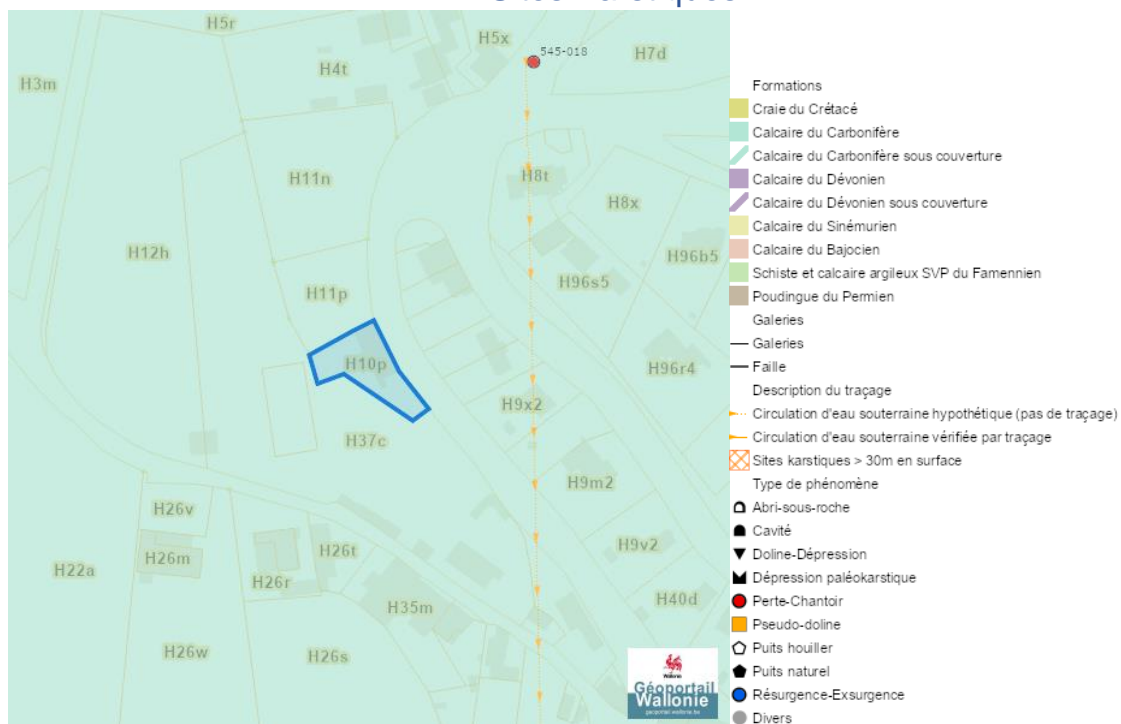 H5r
H5x
545-018
H7d
H4t
H3m
H11n
H8t
H8x
H12h
H96b5
H96s5
H11p
H10p
H96r4
H9x2
H37c
H9m2
H26v
H9v2
H26m
H26t
H22a
H26r
H35m
H40d
H26w
H26s
Wallonie
Géoportail
Wallonie
geoportail.wallonie.be
Formations
Craie du Crétacé
Calcaire du Carbonifère
Calcaire du Carbonifère sous couverture
Calcaire du Dévonien
Calcaire du Dévonien sous couverture
Calcaire du Sinémurien
Calcaire du Bajocien
Schiste et calcaire argileux SVP du Famennien
Poudingue du Permien
Galeries
Galeries
Faille
Description du traçage
Circulation d'eau souterraine hypothétique (pas de traçage)
Circulation d'eau souterraine vérifiée par traçage
Sites karstiques > 30m en surface
Type de phénomène
Abri-sous-roche
Cavité
Doline-Dépression
Dépression paléokarstique
Perte-Chantoir
Pseudo-doline
Puits houiller
Puits naturel
Résurgence-Exsurgence
Divers